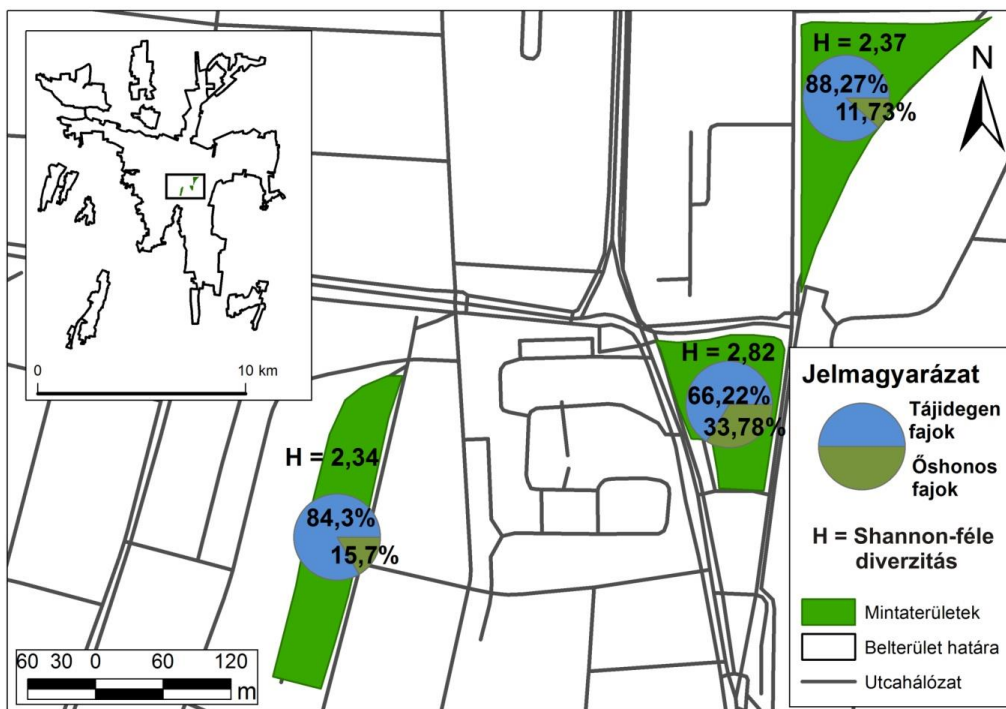 H = 2,37
88,27%
11,73%
N
0 10 km
H = 2,82
66,22%
33,78%
H = 2,34
84,3%
15,7%
Jelmagyarázat
Tájidegen
fajok
Őshonos
fajok
H = Shannon-féle
diverzitás
Mintaterületek
Belterület határa
Utcahálózat
60 30 0 60 120
m